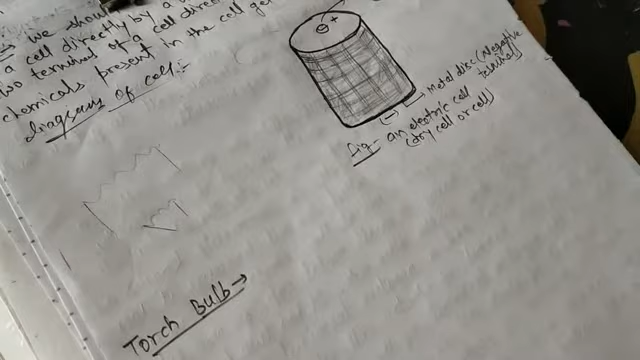 we should
a cell directly by a
two terminal of a cell direct
chemicals present in the cell get
diagram of cell:-
+
(-) metal disc (Negative
terminal)
fig- an electric cell
(dry cell or cell)
Torch Bulb→